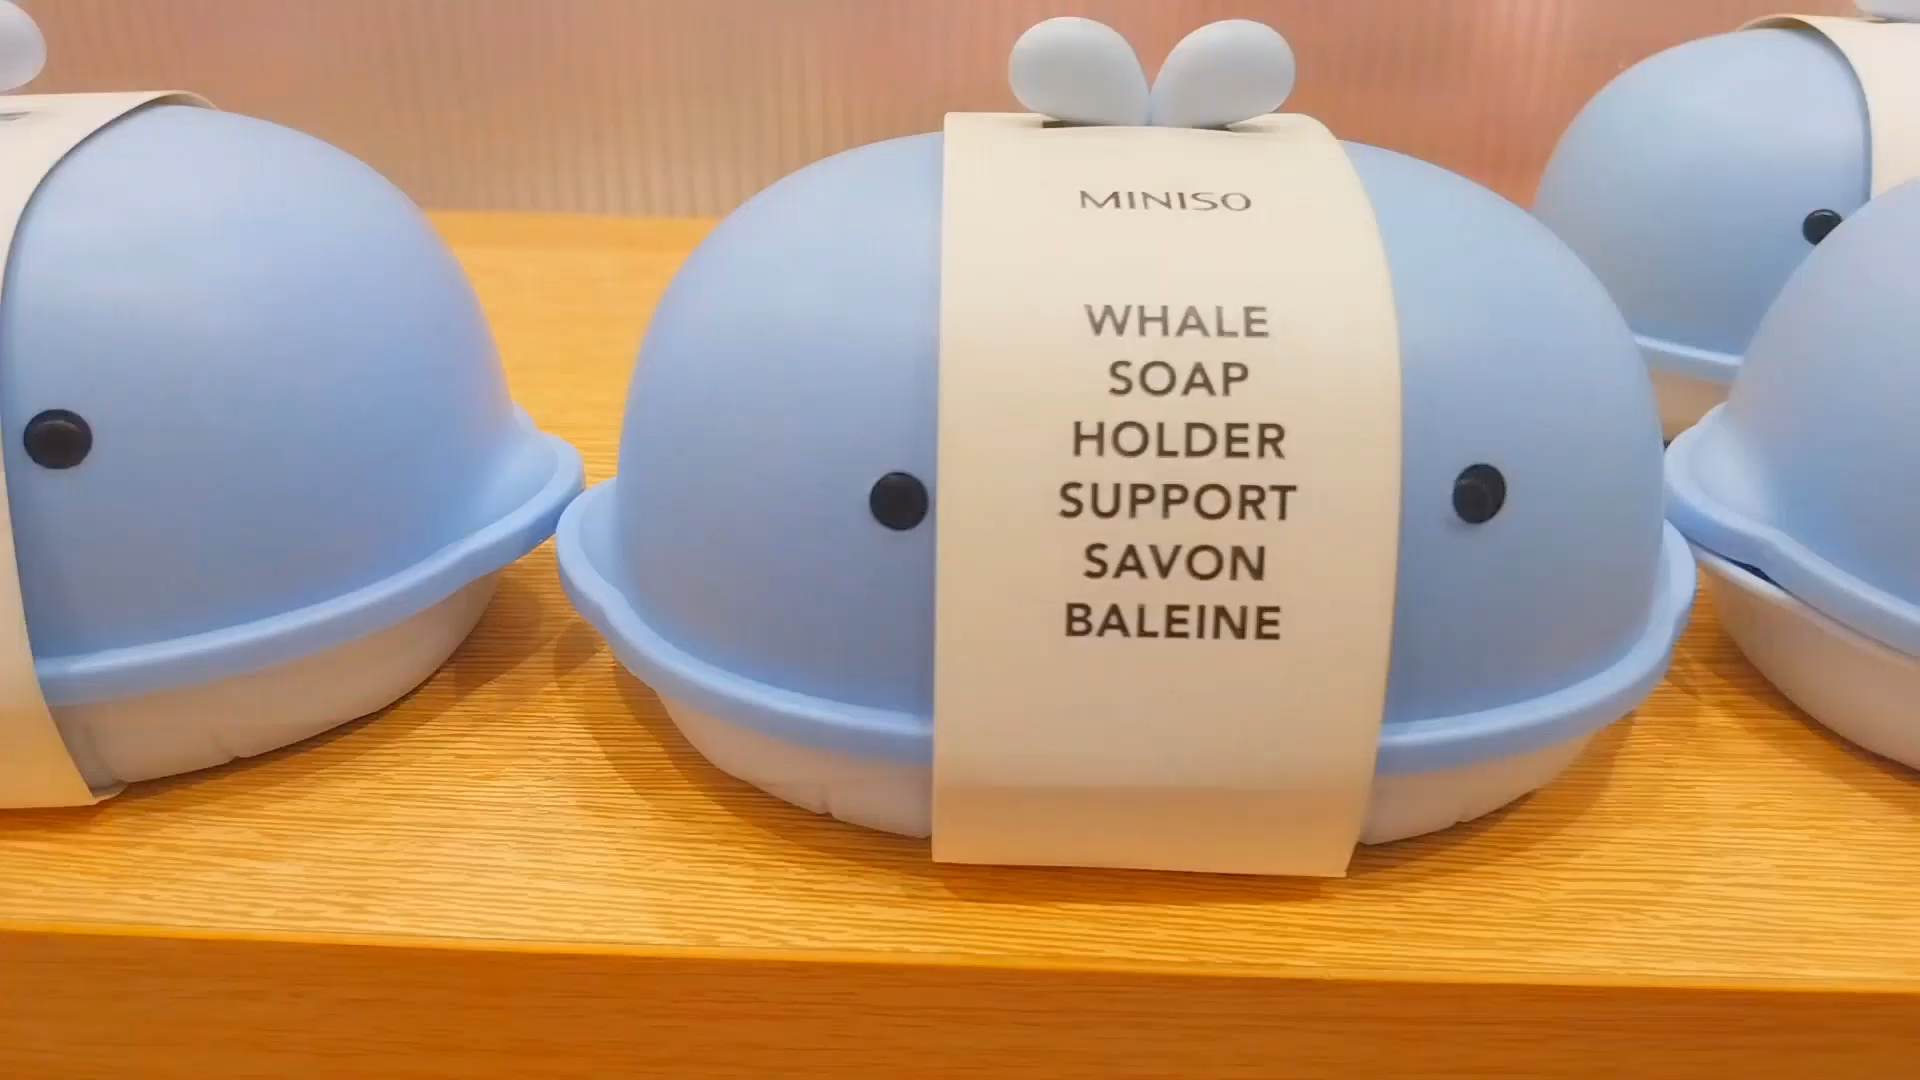 MINISO
WHALE
SOAP
HOLDER
SUPPORT
SAVON
BALEINE